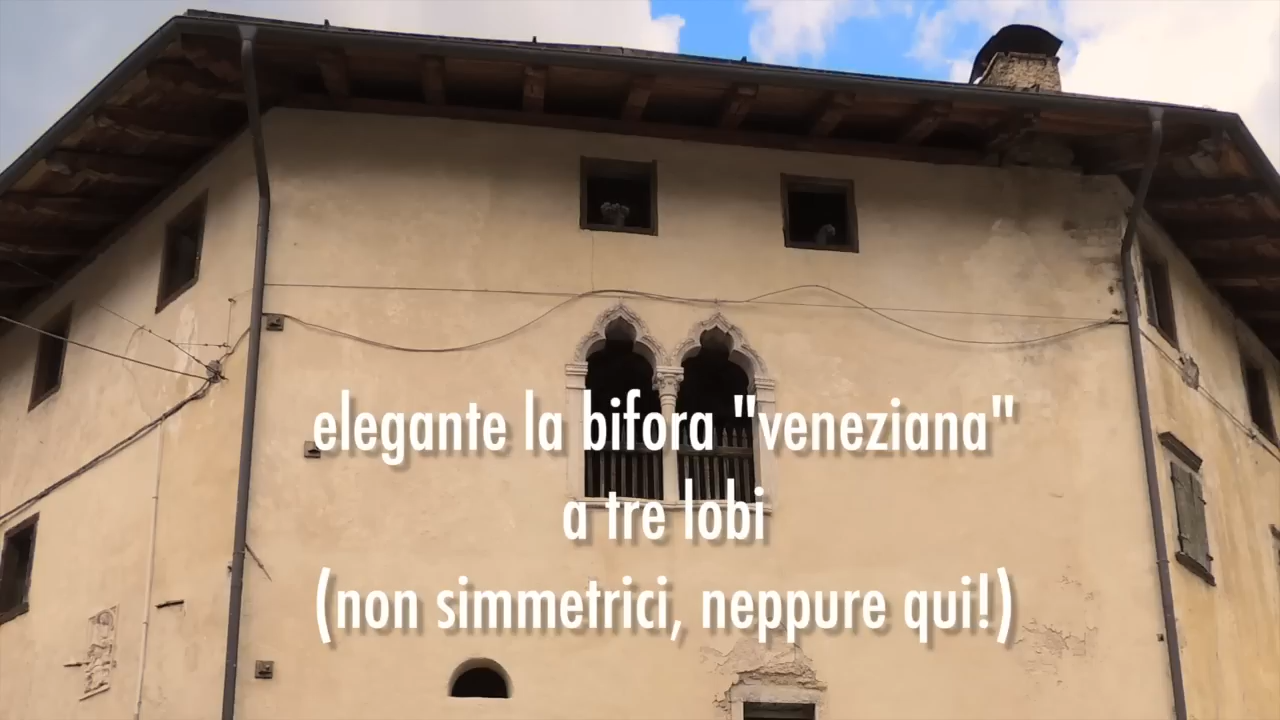 elegante la bifora "veneziana"
a tre lobi
(non simmetrici, neppure qui!)